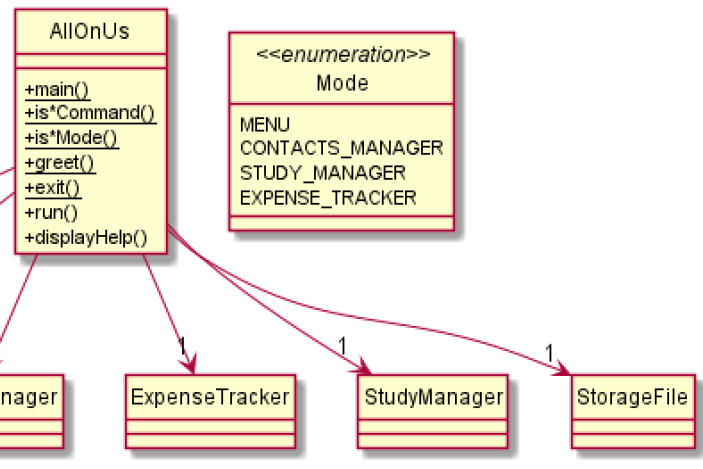 AllOnUs
+main()
+is*Command()
+is*Mode()
+greet()
+exit()
+run()
+displayHelp()
<<enumeration>>
Mode
MENU
CONTACTS_MANAGER
STUDY_MANAGER
EXPENSE_TRACKER
1
1
1
nager
ExpenseTracker
StudyManager
StorageFile